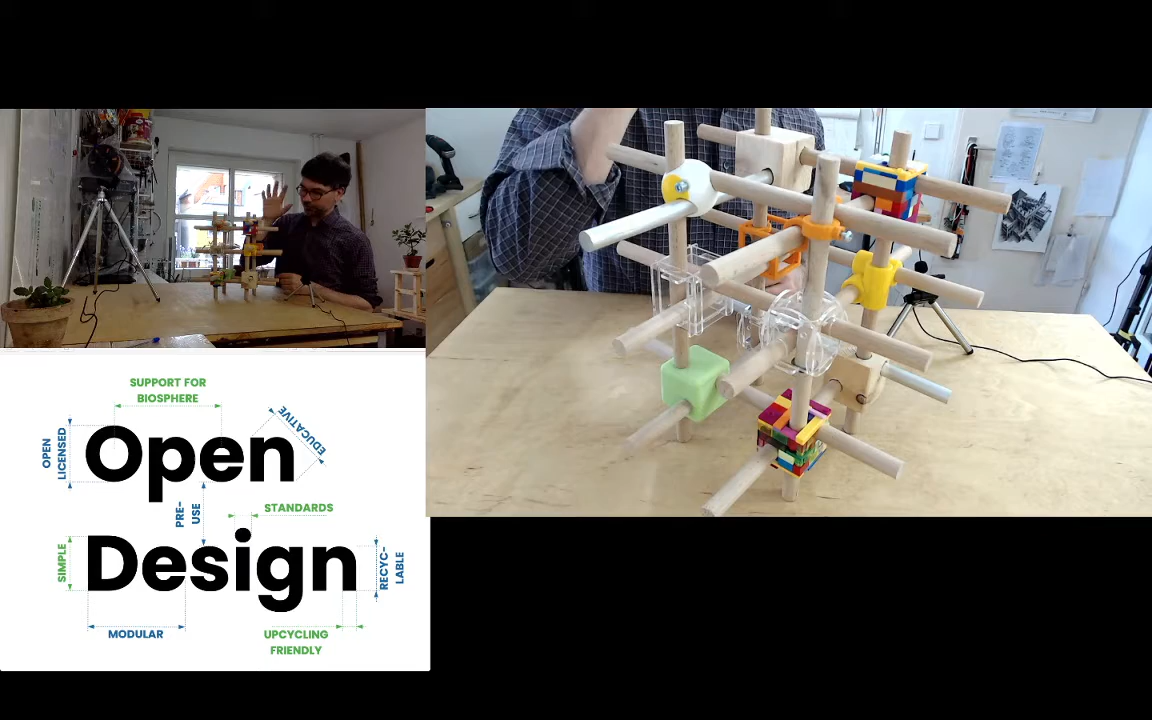 SUPPORT FOR
BIOSPHERE
EDUCATIVE
OPEN
LICENSED
Open
PRE-
USE
STANDARDS
SIMPLE
Design
RECYC-
LABLE
MODULAR
UPCYCLING
FRIENDLY